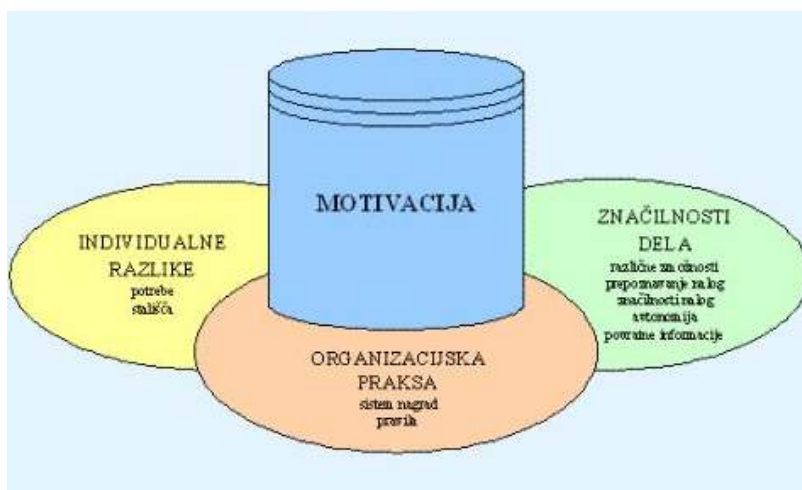 MOTIVACIJA
INDIVIDUALNE
RAZLIKE
potrebe
stališča
ZNAČILNOSTI
DELA
različne zmožnosti
prepoznavanje nalog
značilnosti nalog
avtonomija
povratne informacije
ORGANIZACIJSKA
PRAKSA
sistem nagrad
pravila